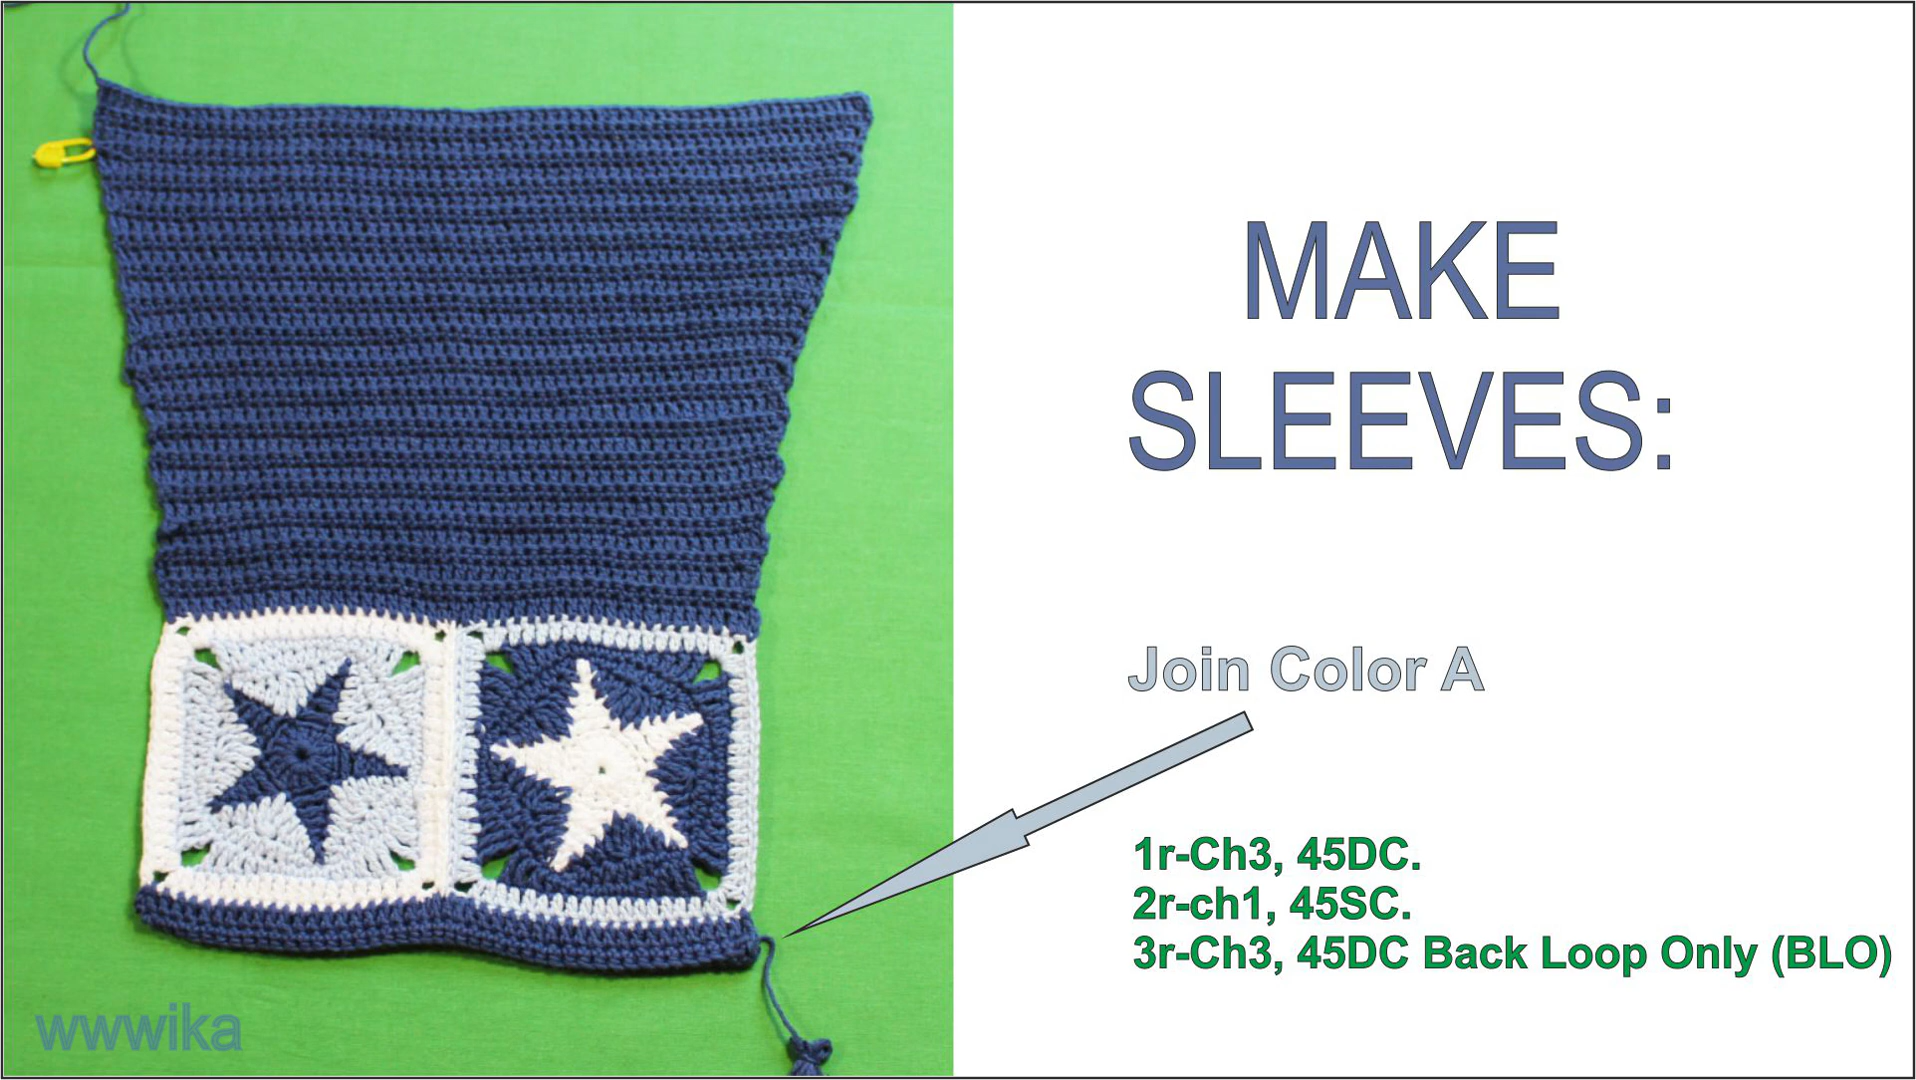 MAKE
SLEEVES:
Join Color A
1r-Ch3, 45DC.
2r-ch1, 45SC.
3r-Ch3, 45DC Back Loop Only (BLO)
wwwika